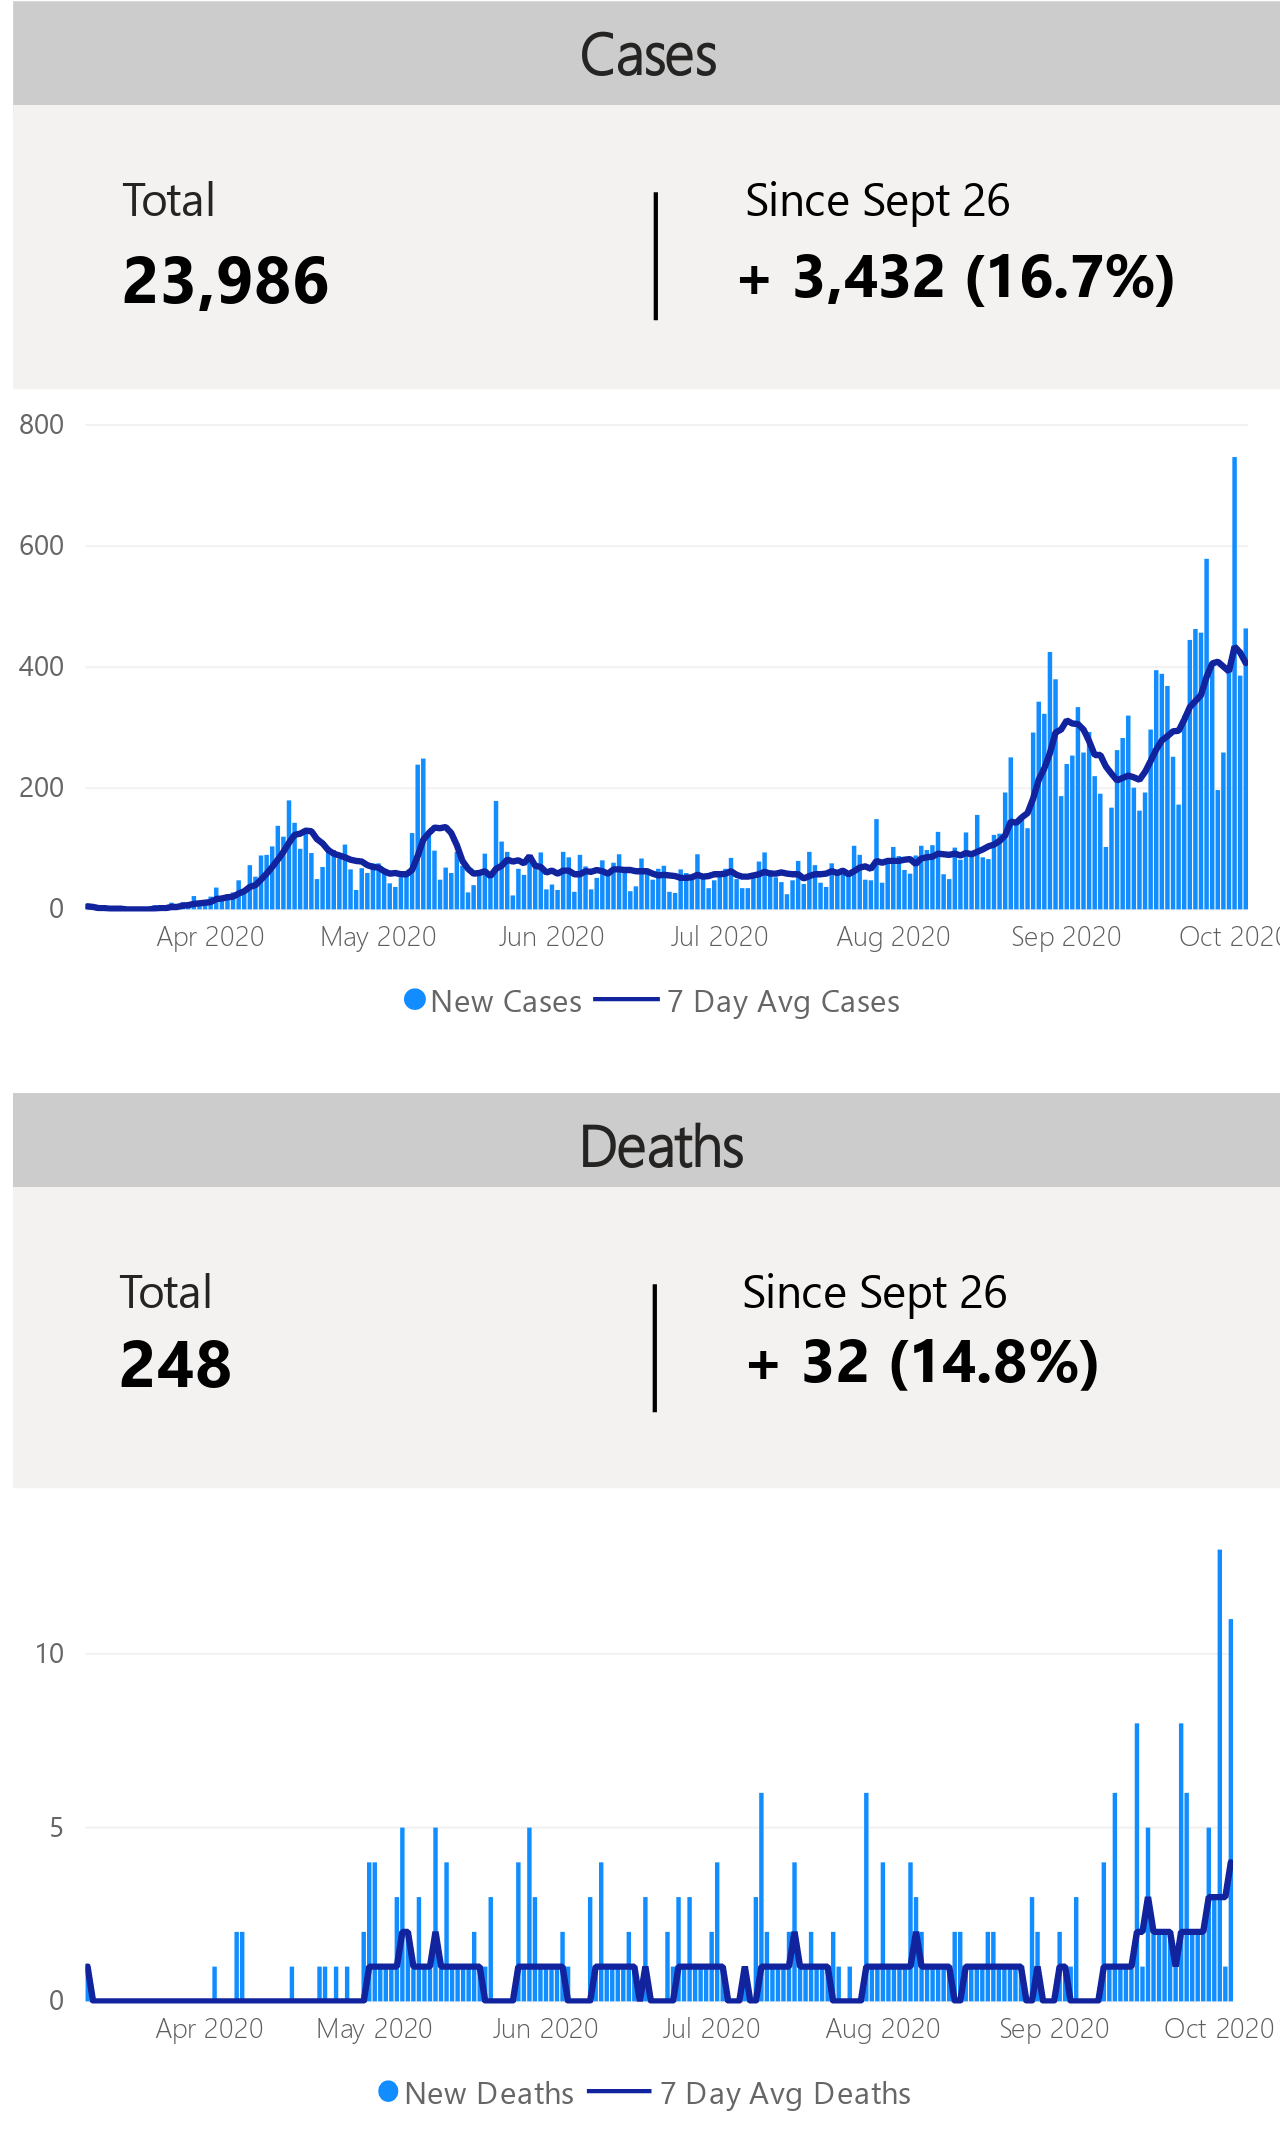 Cases
Total
Since Sept 26
23,986
+ 3,432 (16.7%)
800
600
400
200
0
Apr 2020 May 2020 Jun 2020 Jul 2020 Aug 2020 Sep 2020 Oct 2020
New Cases 7 Day Avg Cases
Deaths
Total
Since Sept 26
248
+ 32 (14.8%)
10
5
0
Apr 2020 May 2020 Jun 2020 Jul 2020 Aug 2020 Sep 2020 Oct 2020
New Deaths 7 Day Avg Deaths